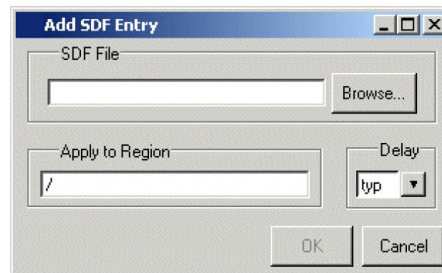 Add SDF Entry
SDF File
Browse...
Apply to Region
Delay
/
typ
OK
Cancel